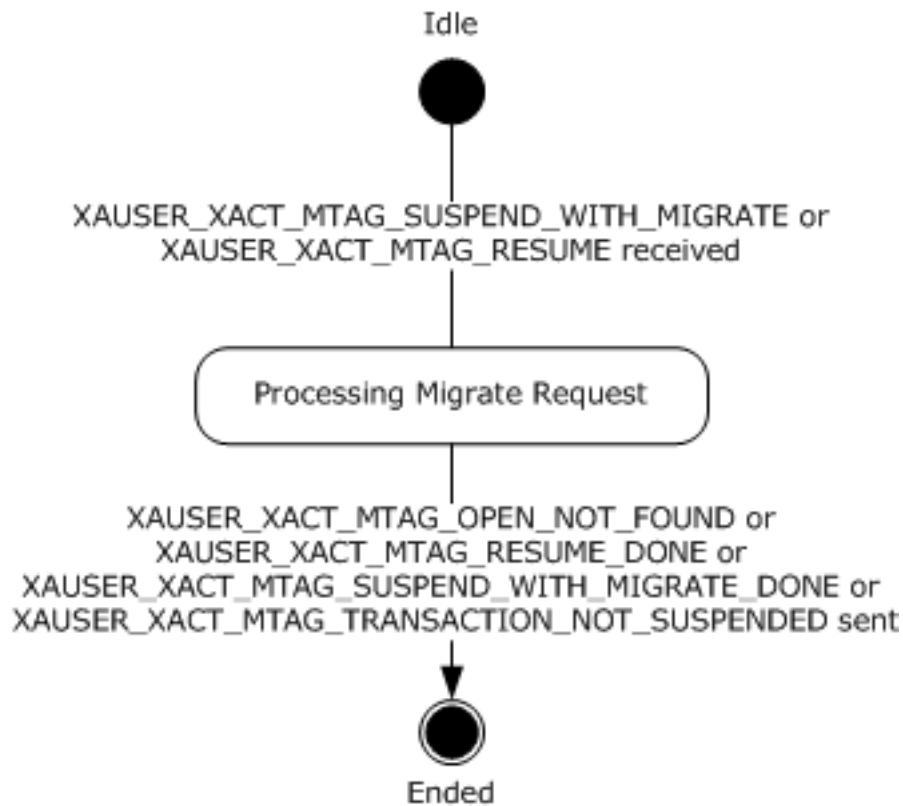 Idle
XAUSER_XACT_MTAG_SUSPEND_WITH_MIGRATE or
XAUSER_XACT_MTAG_RESUME received
Processing Migrate Request
XAUSER_XACT_MTAG_OPEN_NOT_FOUND or
XAUSER_XACT_MTAG_RESUME_DONE or
XAUSER_XACT_MTAG_SUSPEND_WITH_MIGRATE_DONE or
XAUSER_XACT_MTAG_TRANSACTION_NOT_SUSPENDED sent
Ended